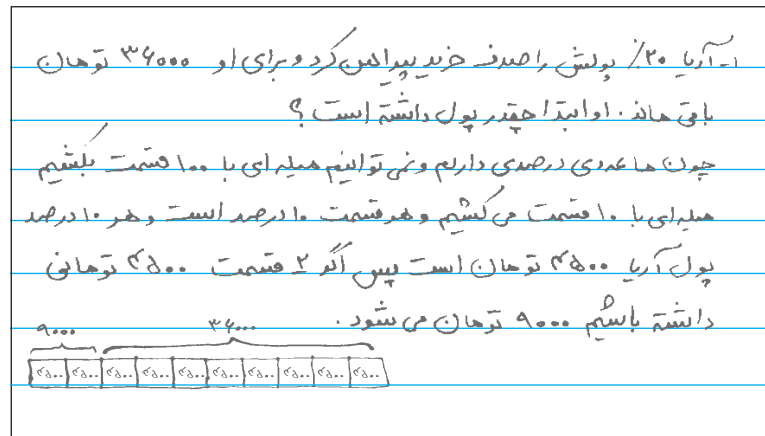 ۱- آریا ۲۰٪ پولش را صرف خرید پیراهن کرد و برای او ۳۶۰۰۰ تومان
باقی ماند. او ابتدا چقدر پول داشته است؟
چون ما عددی درصدی داریم و نمی توانیم میله ای با ۱۰۰ قسمت بکشیم
میله ای با ۱۰ قسمت می کشیم و هر قسمت ۱۰ درصد است و هر ۱۰ درصد
پول آریا ۴۵۰۰ تومان است پس اگر ۲ قسمت ۴۵۰۰ تومانی
داشته باشیم ۹۰۰۰ تومان می شود.
۹۰۰۰ ۳۶۰۰۰
۴۵۰۰ ۴۵۰۰ ۴۵۰۰ ۴۵۰۰ ۴۵۰۰ ۴۵۰۰ ۴۵۰۰ ۴۵۰۰ ۴۵۰۰ ۴۵۰۰